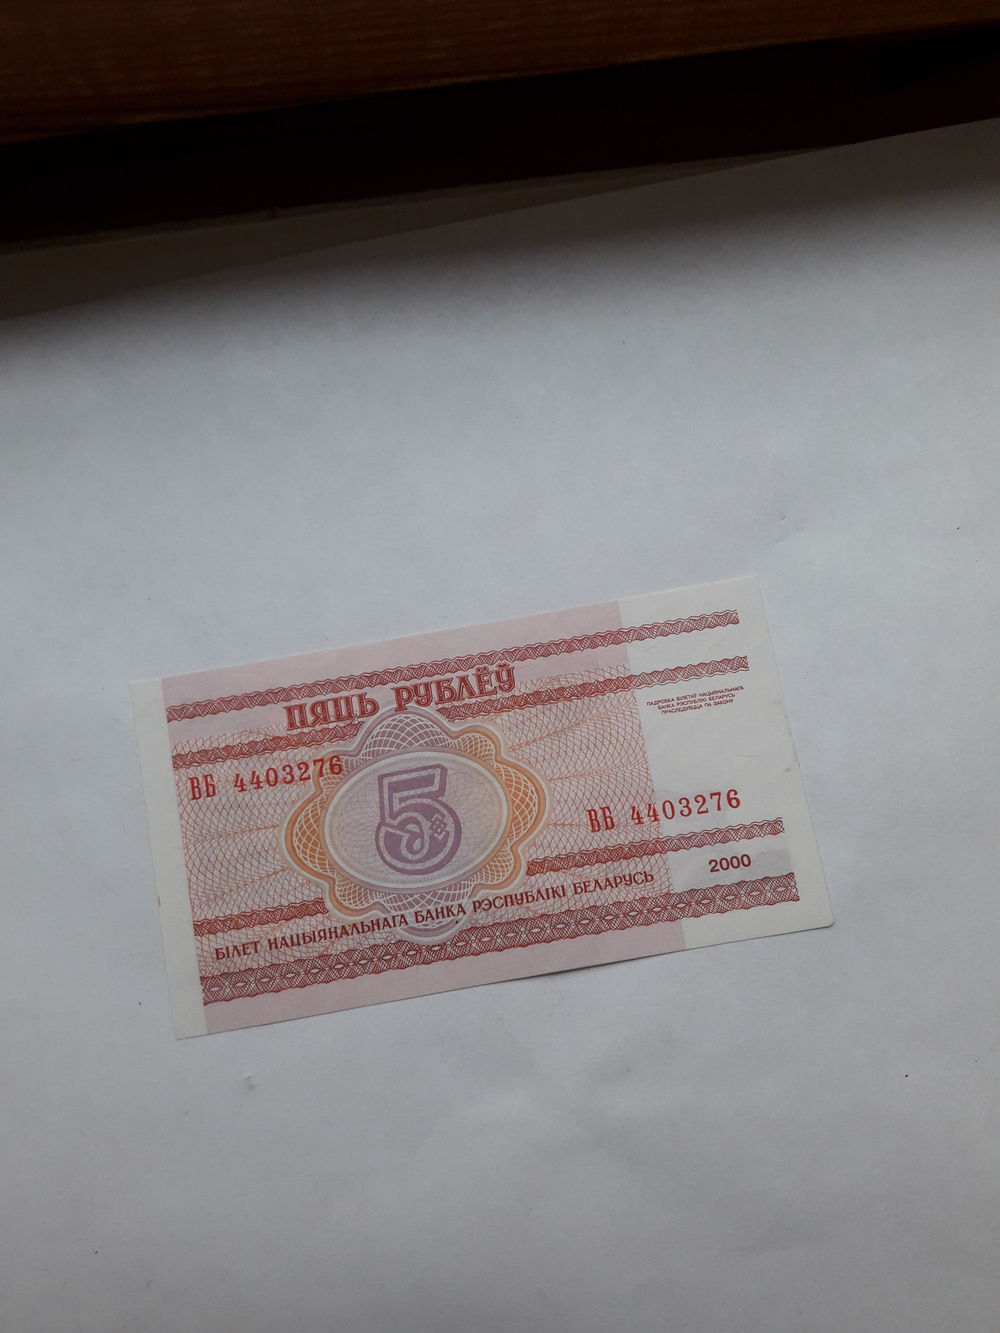 ПЯЦЬ РУБЛЁЎ
ПАДРОБКА БІЛЕТАЎ НАЦЫЯНАЛЬНАГА
БАНКА РЭСПУБЛІКІ БЕЛАРУСЬ
ПРАСЛЕДУЕЦЦА ПА ЗАКОНУ
ВБ 4403276
5
ВБ 4403276
2000
БІЛЕТ НАЦЫЯНАЛЬНАГА БАНКА РЭСПУБЛІКІ БЕЛАРУСЬ